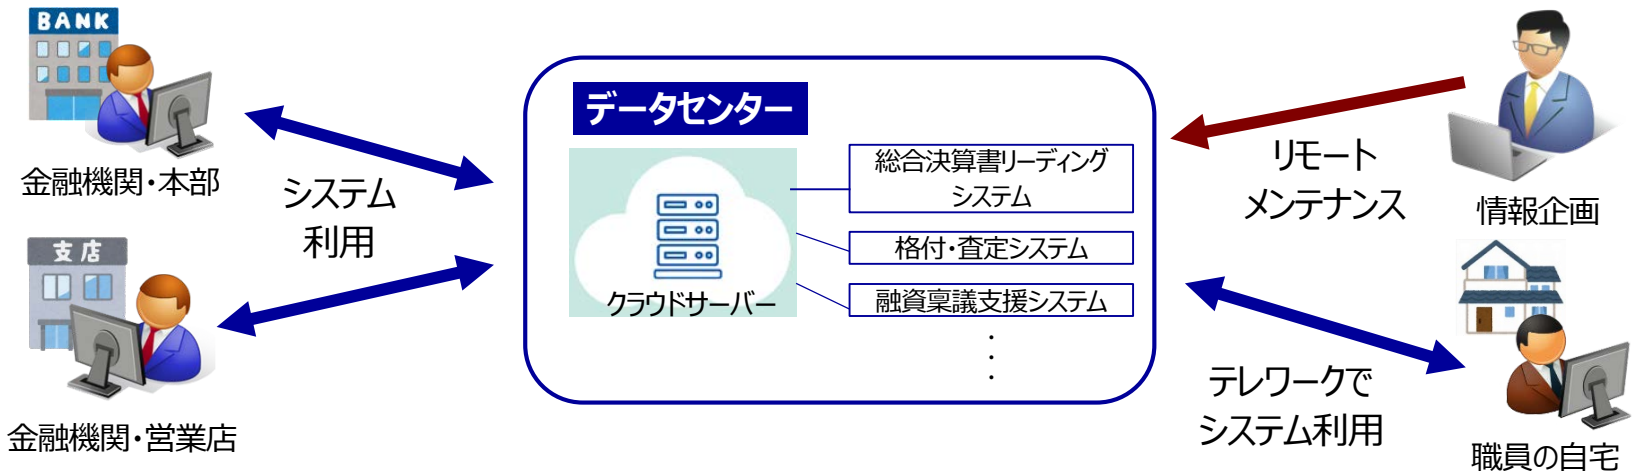 BANK
金融機関・本部
支店
金融機関・営業店
システム
利用
データセンター
クラウドサーバー
総合決算書リーディング
システム
格付・査定システム
融資稟議支援システム
・
・
・
リモート
メンテナンス
情報企画
テレワークで
システム利用
職員の自宅